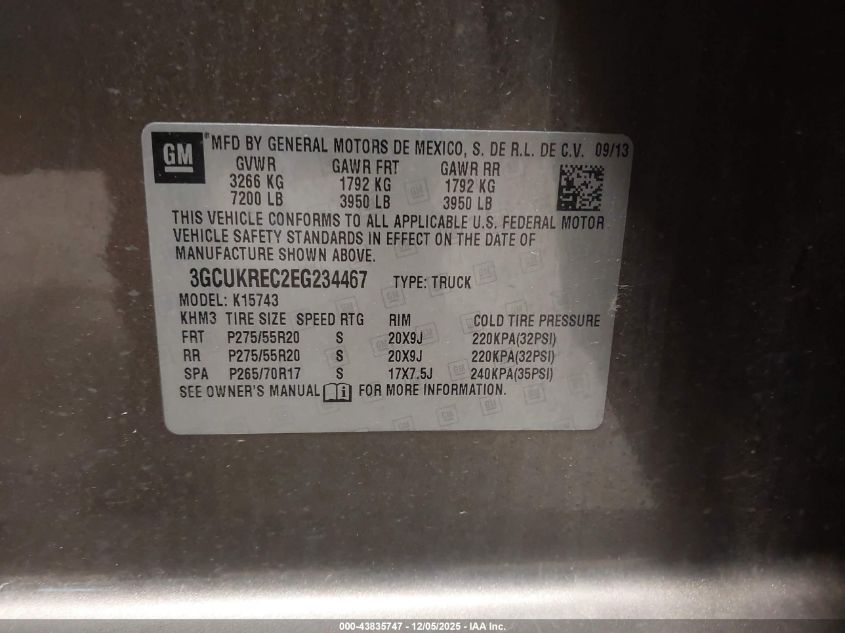 GM ®MFD BY GENERAL MOTORS DE MEXICO, S. DE R.L. DE C.V. 09/13
GVWR GAWR FRT GAWR RR
3266 KG 1792 KG 1792 KG
7200 LB 3950 LB 3950 LB
THIS VEHICLE CONFORMS TO ALL APPLICABLE U.S. FEDERAL MOTOR
VEHICLE SAFETY STANDARDS IN EFFECT ON THE DATE OF
MANUFACTURE SHOWN ABOVE.
3GCUKREC2EG234467 TYPE: TRUCK
MODEL: K15743
KHM3 TIRE SIZE SPEED RTG RIM COLD TIRE PRESSURE
FRT P275/55R20 S 20X9J 220KPA(32PSI)
RR P275/55R20 S 20X9J 220KPA(32PSI)
SPA P265/70R17 S 17X7.5J 240KPA(35PSI)
SEE OWNER'S MANUAL FOR MORE INFORMATION.
000-43835747 - 12/05/2025 - IAA Inc.